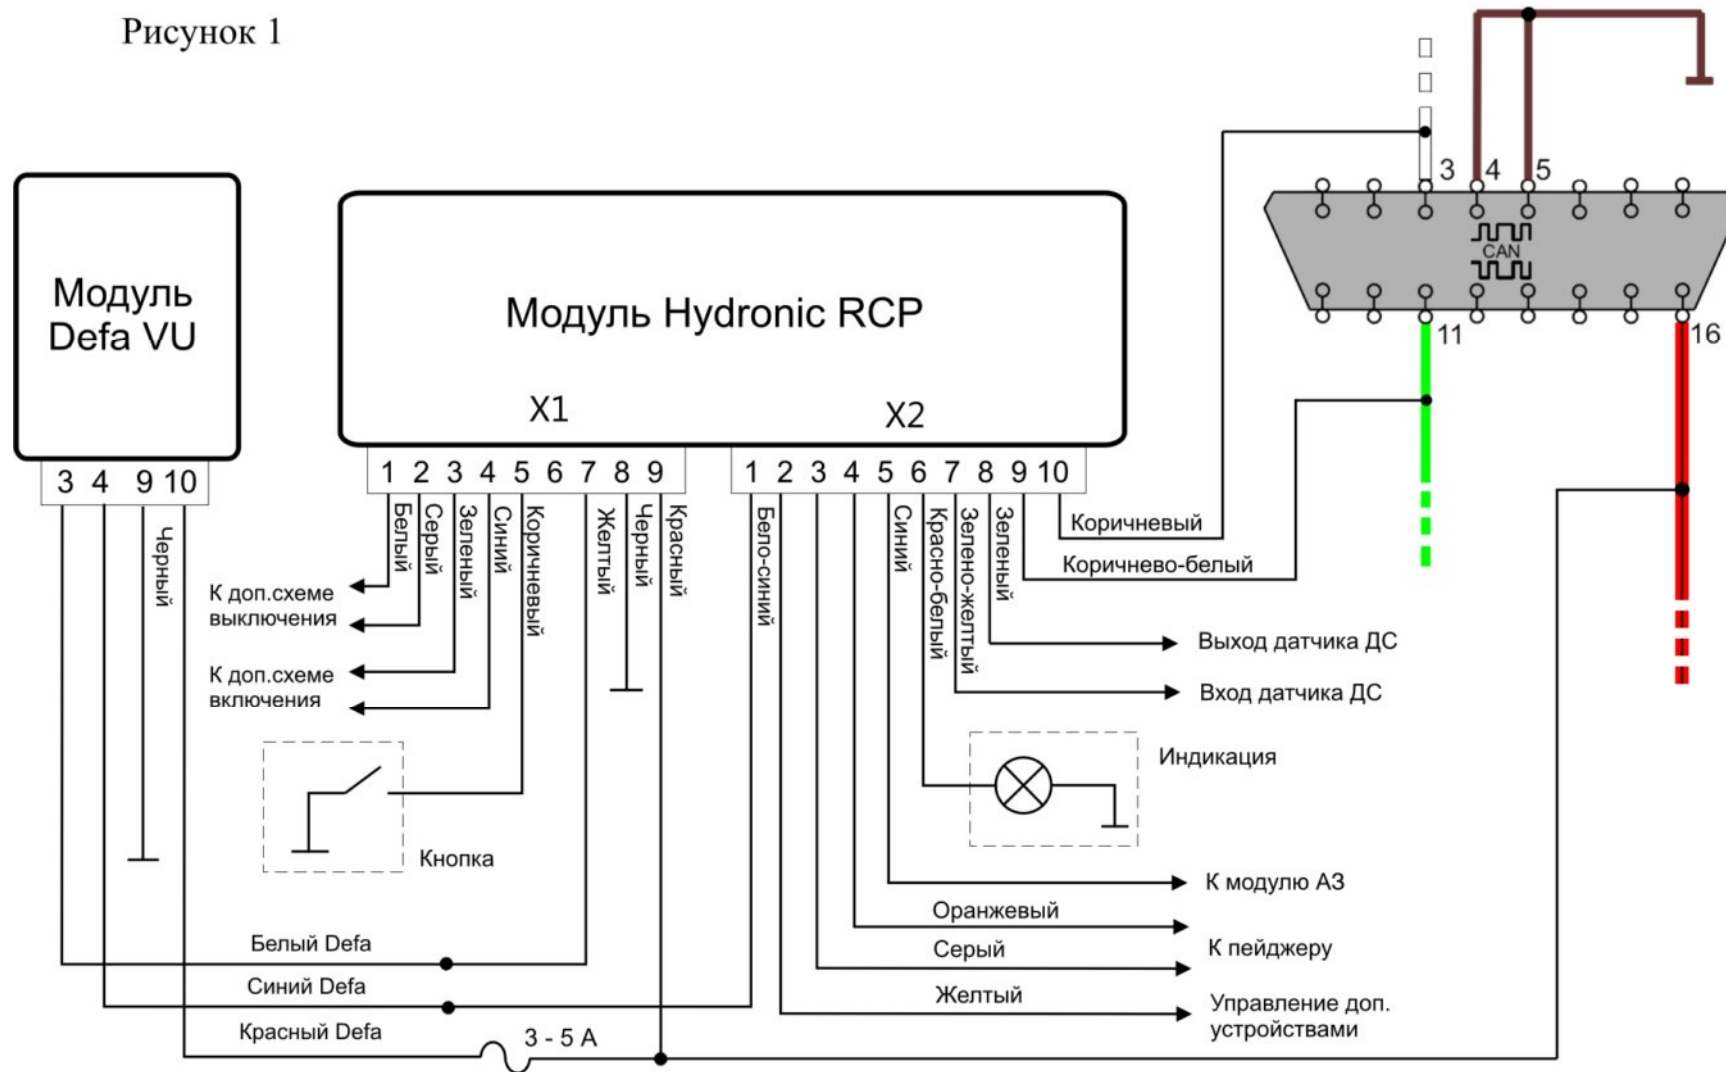 Рисунок 1
3 4 5
Модуль
Defa VU
Модуль Hydronic RCP
CAN
11 16
X1 X2
3 4 9 10
1 2 3 4 5 6 7 8 9
1 2 3 4 5 6 7 8 9 10
Черный
Белый
Серый
Зеленый
Синий
Коричневый
Желтый
Черный
Красный
Бело-синий
Синий
Красно-белый
Зелено-желтый
Зеленый
Коричневый
Коричнево-белый
К доп.схеме
выключения
К доп.схеме
включения
Выход датчика ДС
Вход датчика ДС
Индикация
Кнопка
К модулю АЗ
Оранжевый
Серый
К пейджеру
Желтый
Управление доп.
устройствами
Белый Defa
Синий Defa
Красный Defa
3 - 5 А